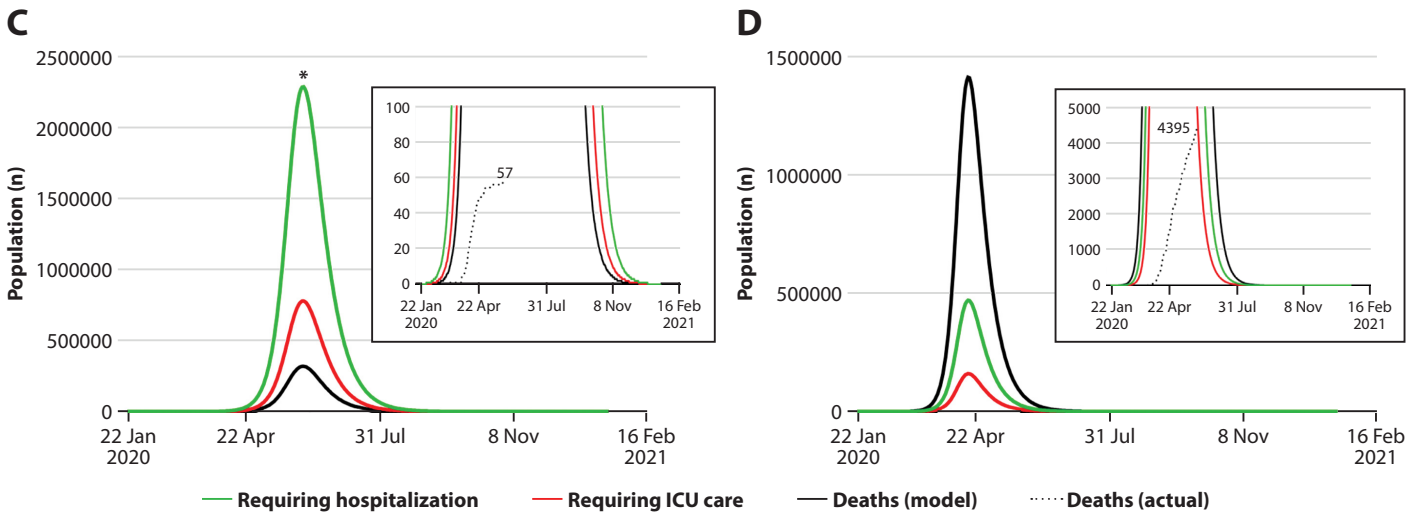 C
Population (n)
2500000
2000000
1500000
1000000
500000
0
*
22 Jan
2020
22 Apr
31 Jul
8 Nov
16 Feb
2021
100
80
60
40
20
0
57
22 Jan
2020
22 Apr
31 Jul
8 Nov
16 Feb
2021
D
Population (n)
1500000
1000000
500000
0
22 Jan
2020
22 Apr
31 Jul
8 Nov
16 Feb
2021
5000
4000
3000
2000
1000
0
4395
22 Jan
2020
22 Apr
31 Jul
8 Nov
16 Feb
2021
Requiring hospitalization
Requiring ICU care
Deaths (model)
Deaths (actual)